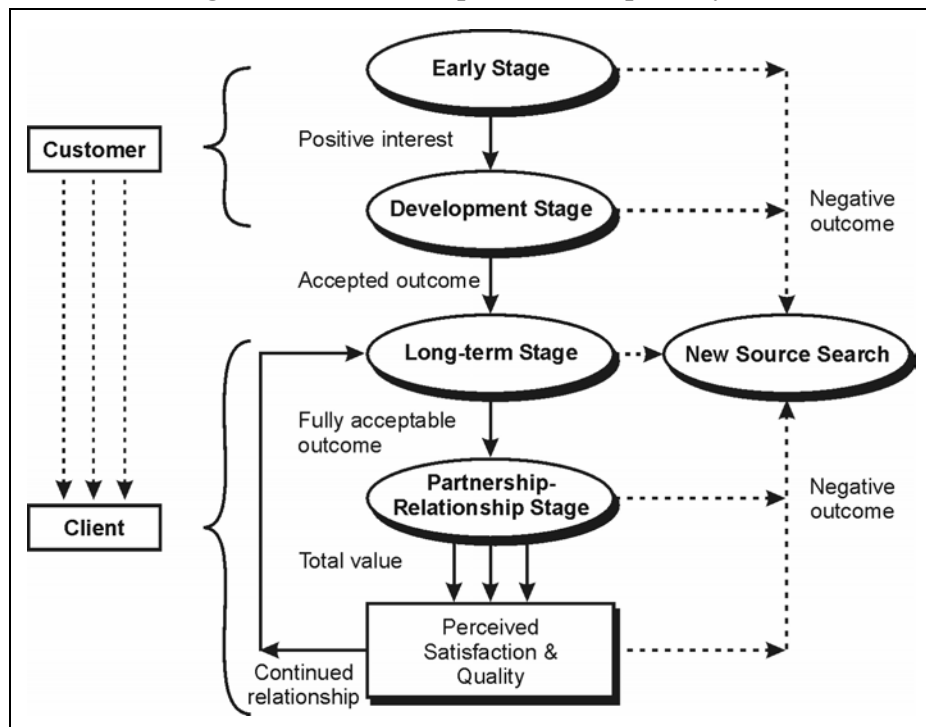 Early Stage
Positive interest
Customer
Development Stage
Negative
outcome
Accepted outcome
Long-term Stage
New Source Search
Fully acceptable
outcome
Partnership-
Relationship Stage
Negative
outcome
Client
Total value
Perceived
Satisfaction &
Quality
Continued
relationship